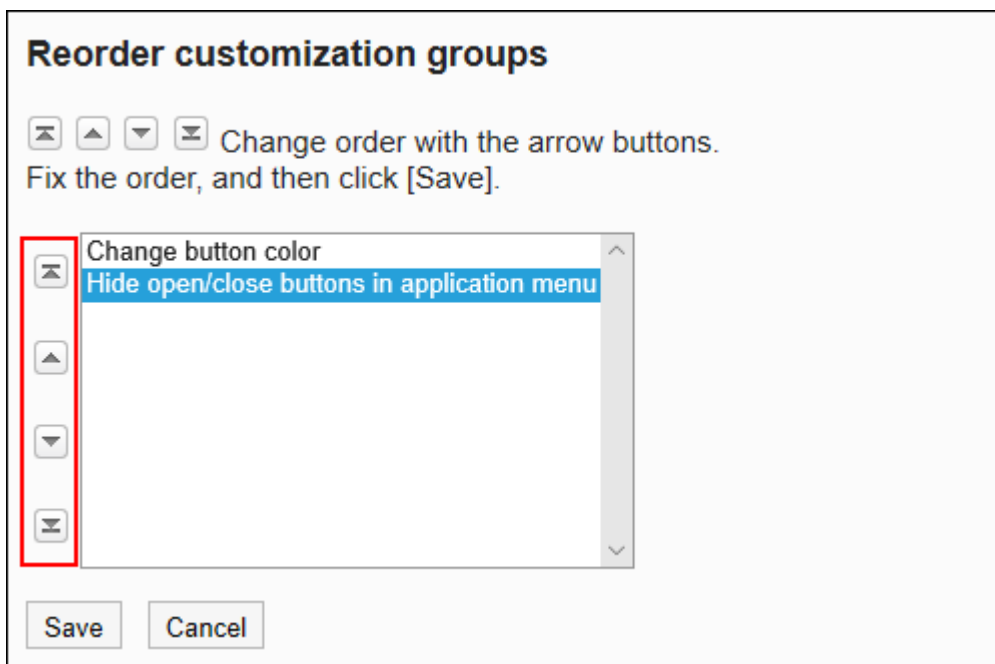 Reorder customization groups
Change order with the arrow buttons.
Fix the order, and then click [Save].
Change button color
Hide open/close buttons in application menu
Save Cancel